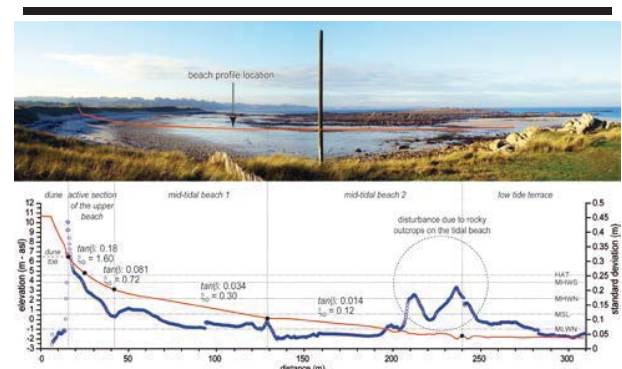 beach profile location
dune
active section
of the upper
beach
mid-tidal beach 1
mid-tidal beach 2
low tide terrace
elevation (m - asl)
12
11
10
9
8
7
6
5
4
3
2
1
0
-1
-2
-3
dune
toe
tan(β): 0.18
ξ₀: 1.60
tan(β): 0.081
= 0.72
tan(β): 0.034
= 0.30
tan(β): 0.014
= 0.12
disturbance due to rocky
outcrops on the tidal beach
HAT
MHWS
MHWN
MSL
MLWN
0.5
0.45
0.4
0.35
0.3
0.25
0.2
0.15
0.1
0.05
0
standard deviation (m)
0
50
100
150
200
250
300
distance (m)